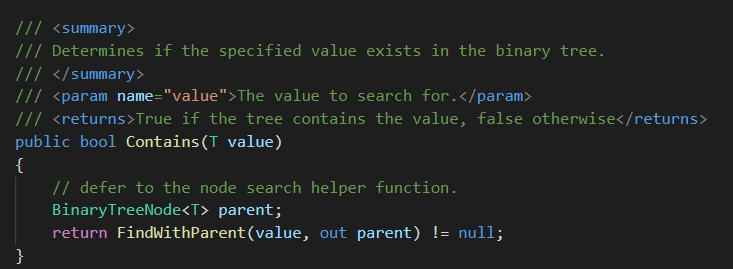 /// <summary>
/// Determines if the specified value exists in the binary tree.
/// </summary>
/// <param name="value">The value to search for.</param>
/// <returns>True if the tree contains the value, false otherwise</returns>
public bool Contains(T value)
{
    // defer to the node search helper function.
    BinaryTreeNode<T> parent;
    return FindWithParent(value, out parent) != null;
}